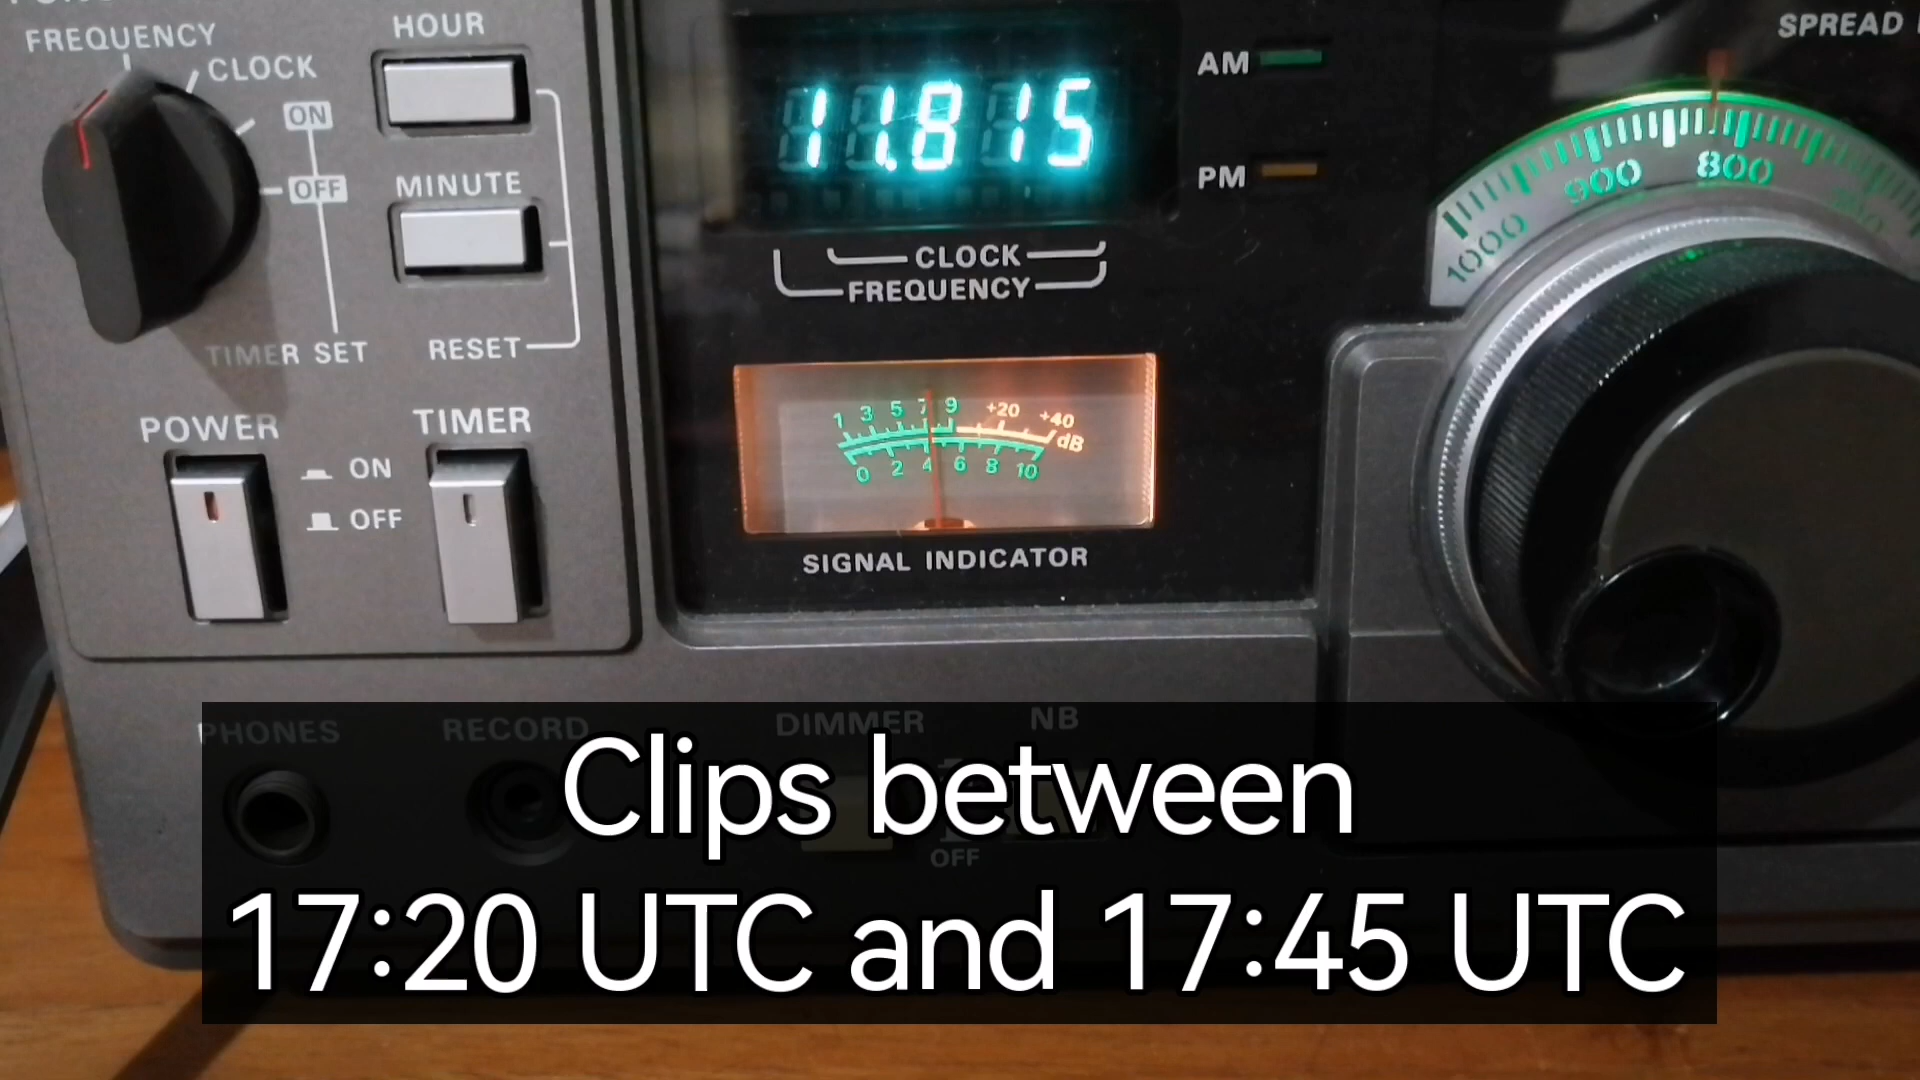 FREQUENCY
CLOCK
ON
OFF
TIMER SET
HOUR
MINUTE
RESET
POWER
TIMER
ON
OFF
11.815
AM
PM
CLOCK
FREQUENCY
1 3 5 7 9 +20 +40
dB
0 2 4 6 8 10
SIGNAL INDICATOR
SPREAD
1000 900 800
PHONES
RECORD
DIMMER
NB
OFF
Clips between
17:20 UTC and 17:45 UTC